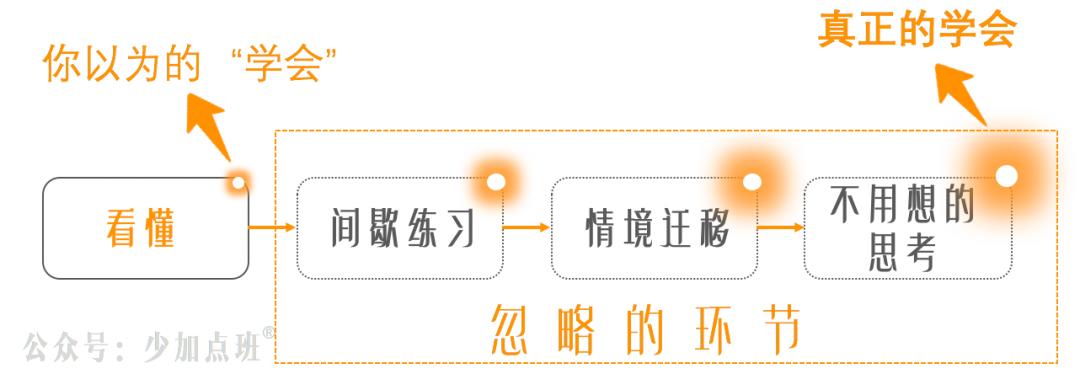 真正的学会
你以为的 “学会”
看懂
间歇练习
情境迁移
不用想的
思考
忽略的环节
公众号：少加点班®